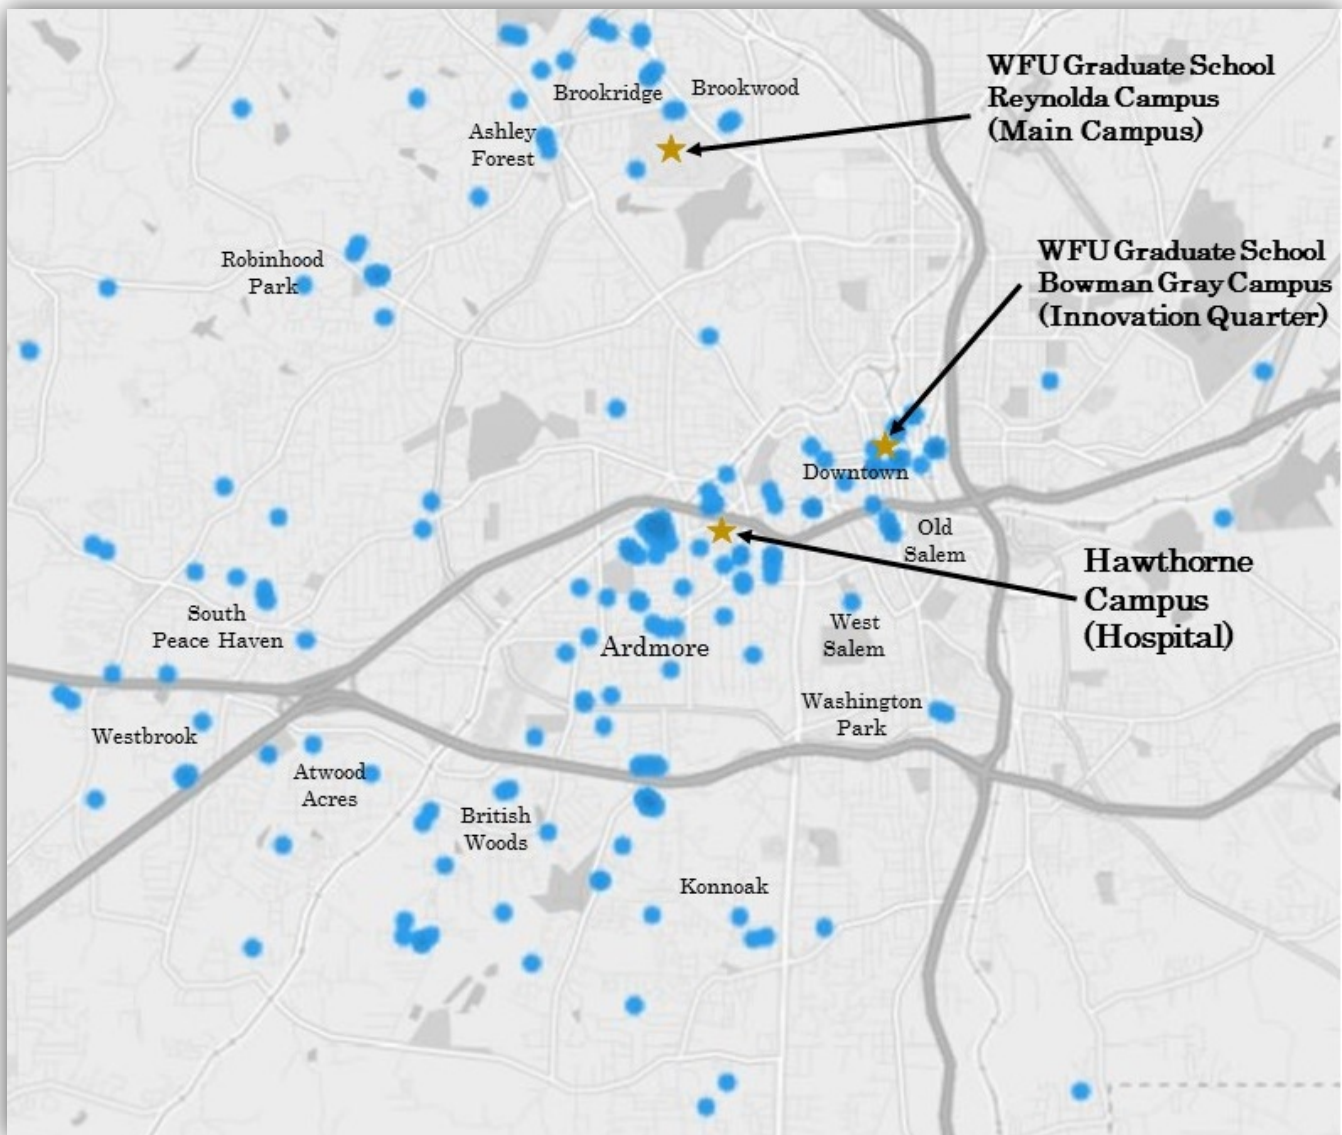 WFU Graduate School
Reynolda Campus
(Main Campus)
Brookridge
Brookwood
Ashley
Forest
Robinhood
Park
WFU Graduate School
Bowman Gray Campus
(Innovation Quarter)
Downtown
Old
Salem
Hawthorne
Campus
(Hospital)
South
Peace Haven
West
Salem
Ardmore
Washington
Park
Westbrook
Atwood
Acres
British
Woods
Konnoak